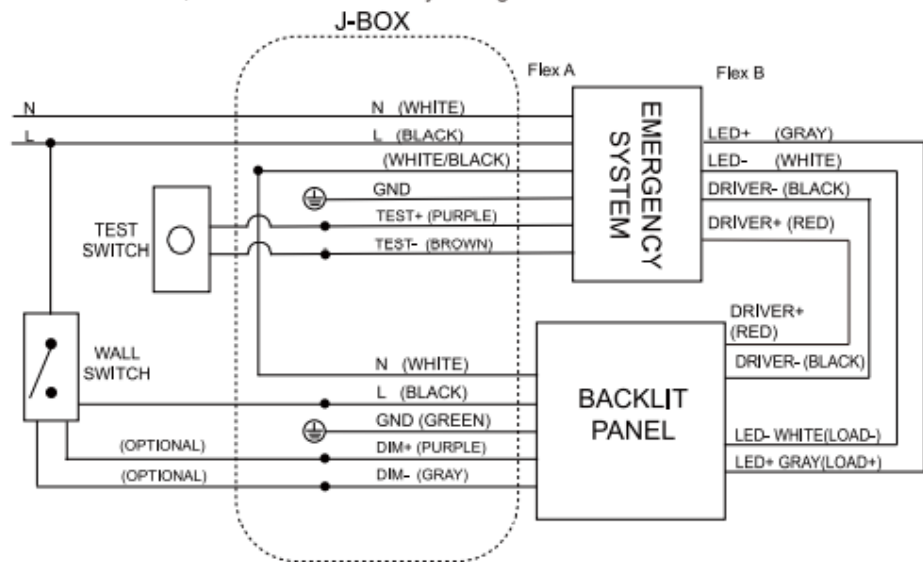 J-BOX
Flex A
Flex B
N
N (WHITE)
L
L (BLACK)
(WHITE/BLACK)
GND
TEST+ (PURPLE)
TEST- (BROWN)
TEST
SWITCH
EMERGENCY
SYSTEM
LED+ (GRAY)
LED- (WHITE)
DRIVER- (BLACK)
DRIVER+ (RED)
WALL
SWITCH
N (WHITE)
L (BLACK)
GND (GREEN)
(OPTIONAL)
DIM+ (PURPLE)
(OPTIONAL)
DIM- (GRAY)
BACKLIT
PANEL
DRIVER+
(RED)
DRIVER- (BLACK)
LED- WHITE(LOAD-)
LED+ GRAY(LOAD+)